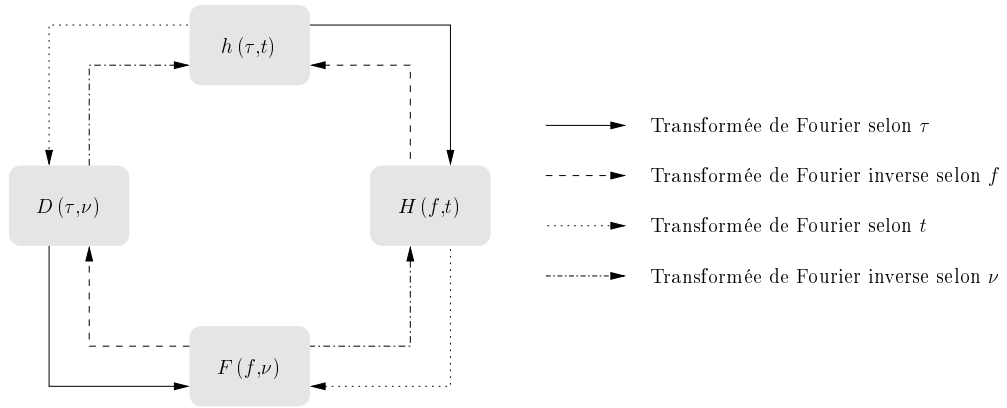 h (τ,t)
D (τ,ν)
H (f,t)
F (f,ν)
Transformée de Fourier selon τ
Transformée de Fourier inverse selon f
Transformée de Fourier selon t
Transformée de Fourier inverse selon ν